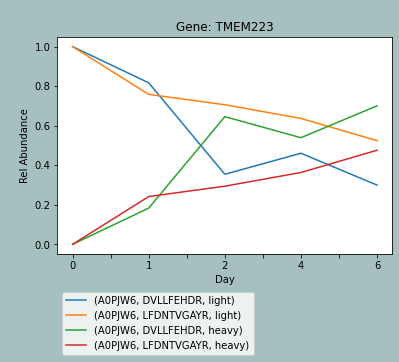 Gene: TMEM223
1.0
0.8
0.6
0.4
0.2
0.0
Rel Abundance
0 1 2 4 6
Day
(A0PJW6, DVLLFEHDR, light)
(A0PJW6, LFDNTVGAYR, light)
(A0PJW6, DVLLFEHDR, heavy)
(A0PJW6, LFDNTVGAYR, heavy)